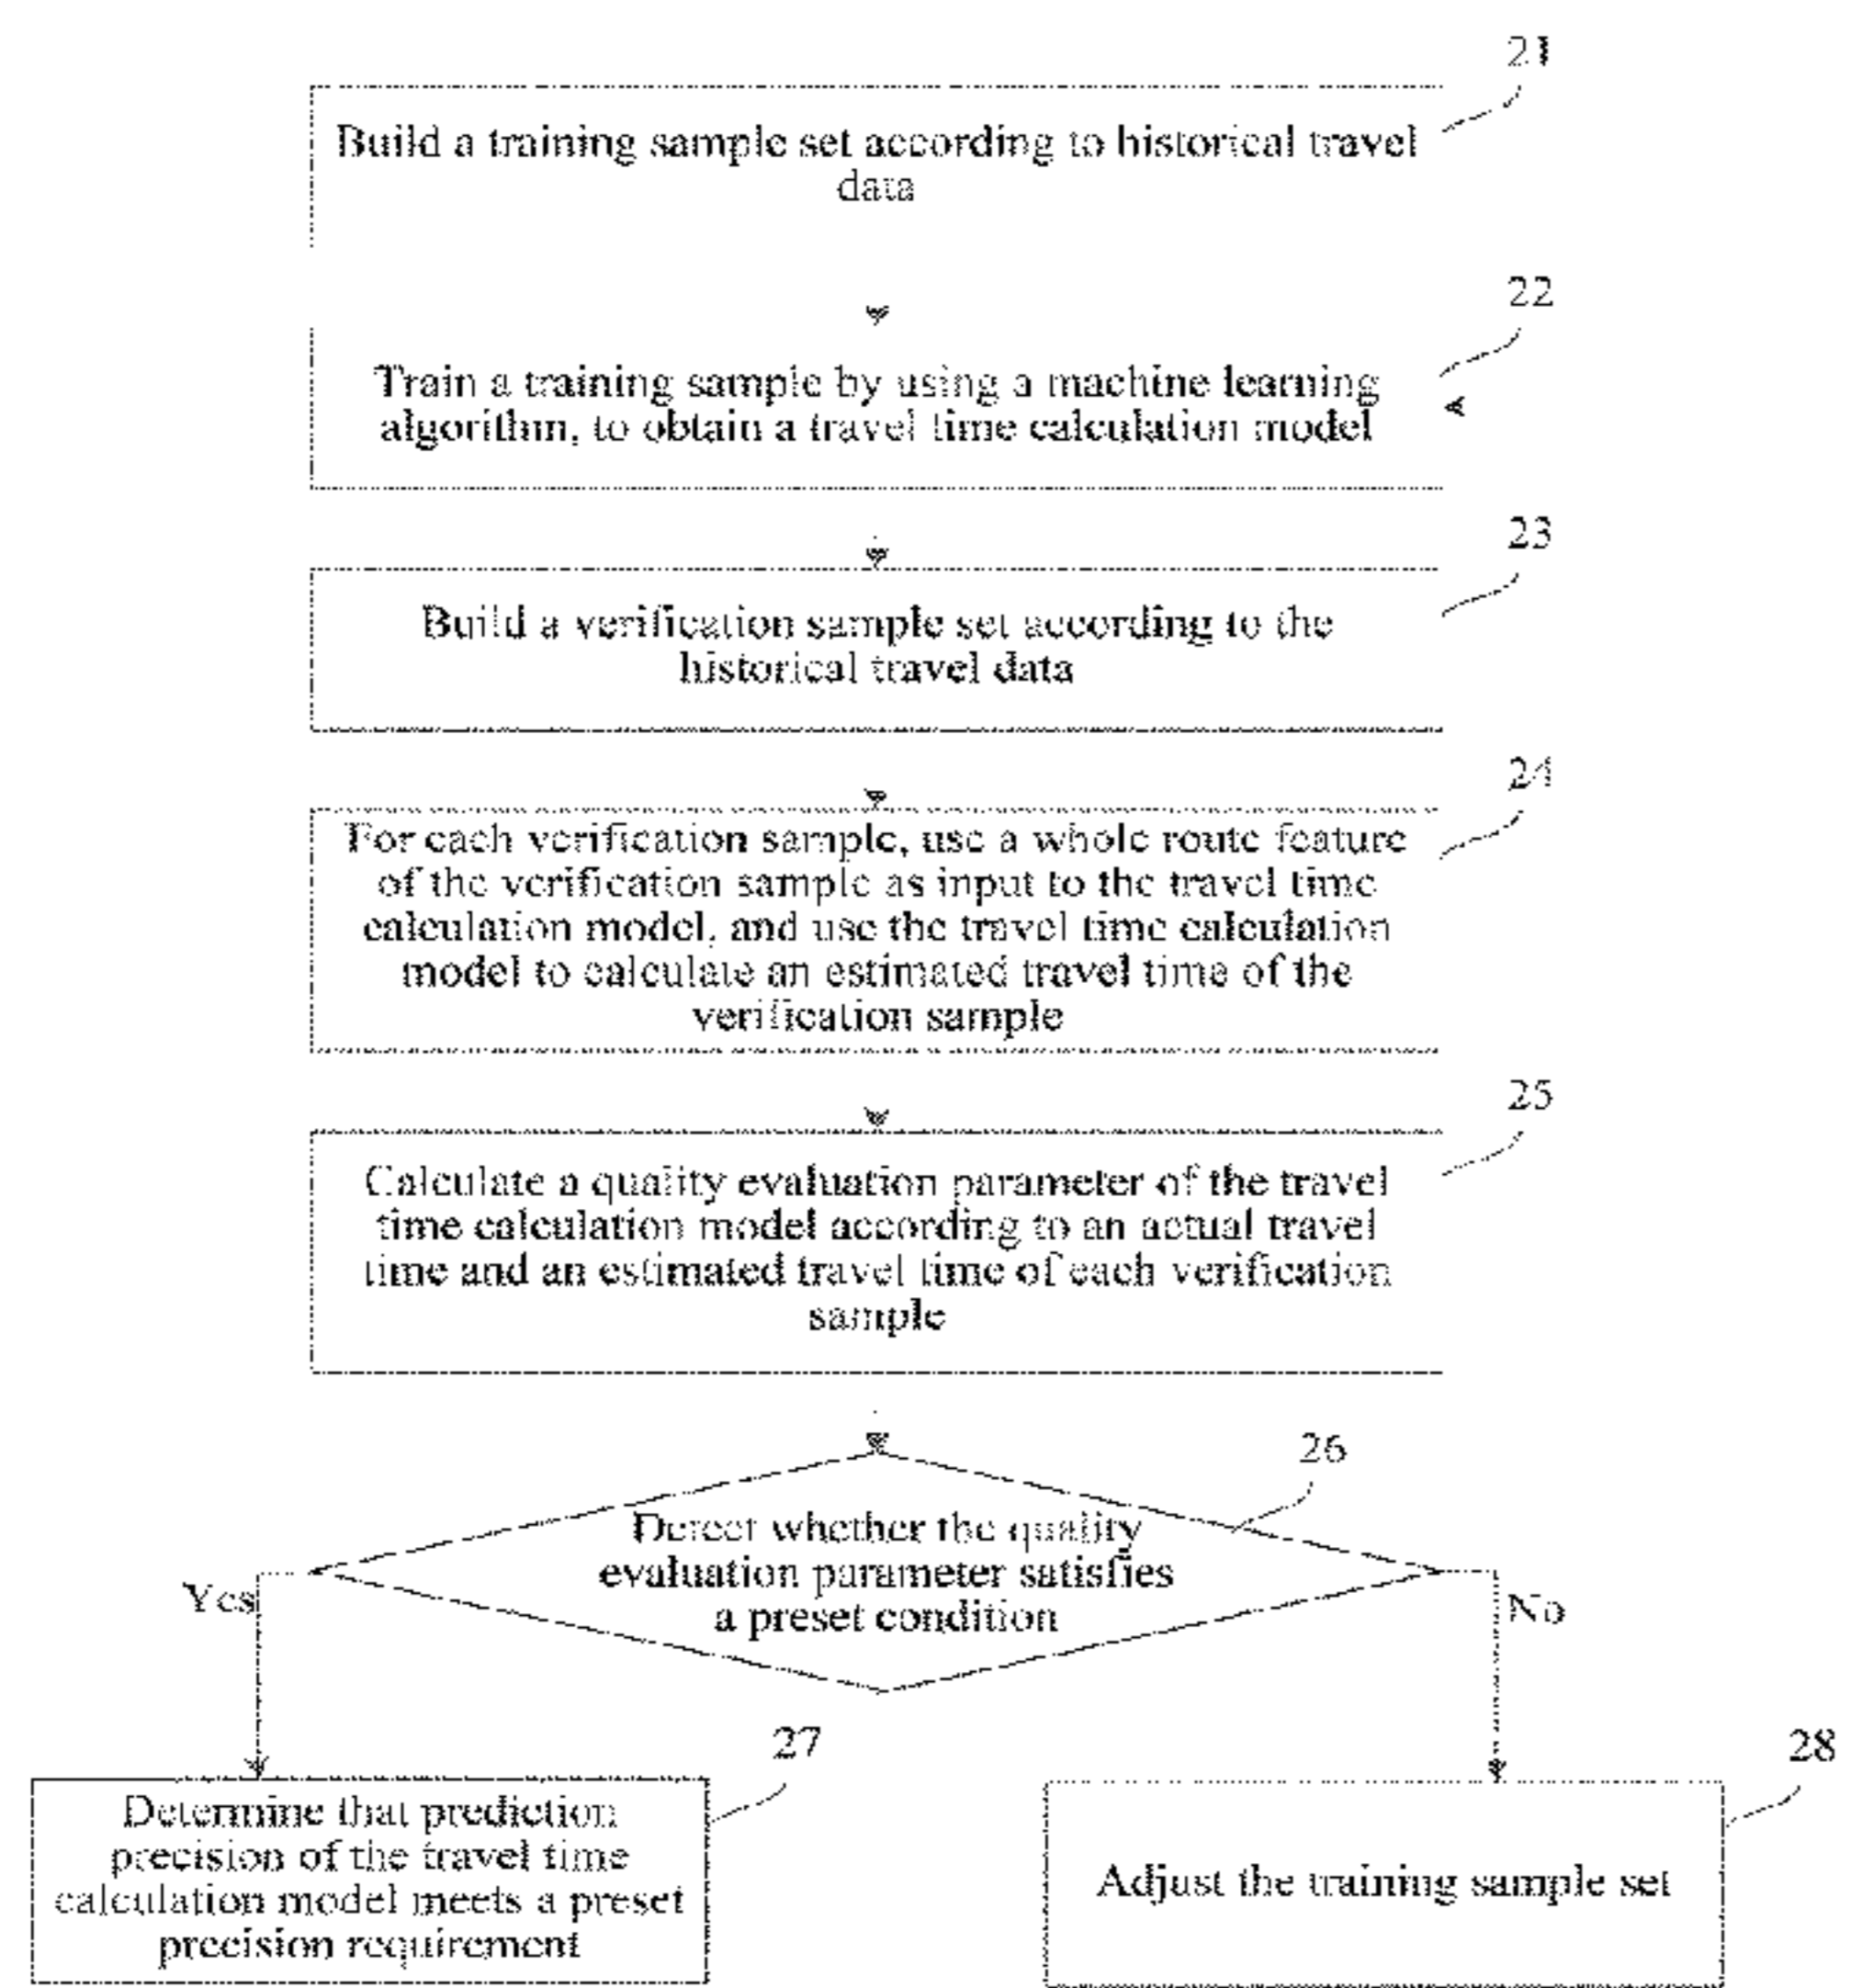 21
Build a training sample set according to historical travel
data
22
Train a training sample by using a machine learning
algorithm, to obtain a travel time calculation model
23
Build a verification sample set according to the
historical travel data
24
For each verification sample, use a whole route feature
of the verification sample as input to the travel time
calculation model, and use the travel time calculation
model to calculate an estimated travel time of the
verification sample
25
Calculate a quality evaluation parameter of the travel
time calculation model according to an actual travel
time and an estimated travel time of each verification
sample
26
Detect whether the quality
evaluation parameter satisfies
a preset condition
Yes
No
27
Determine that prediction
precision of the travel time
calculation model meets a preset
precision requirement
28
Adjust the training sample set